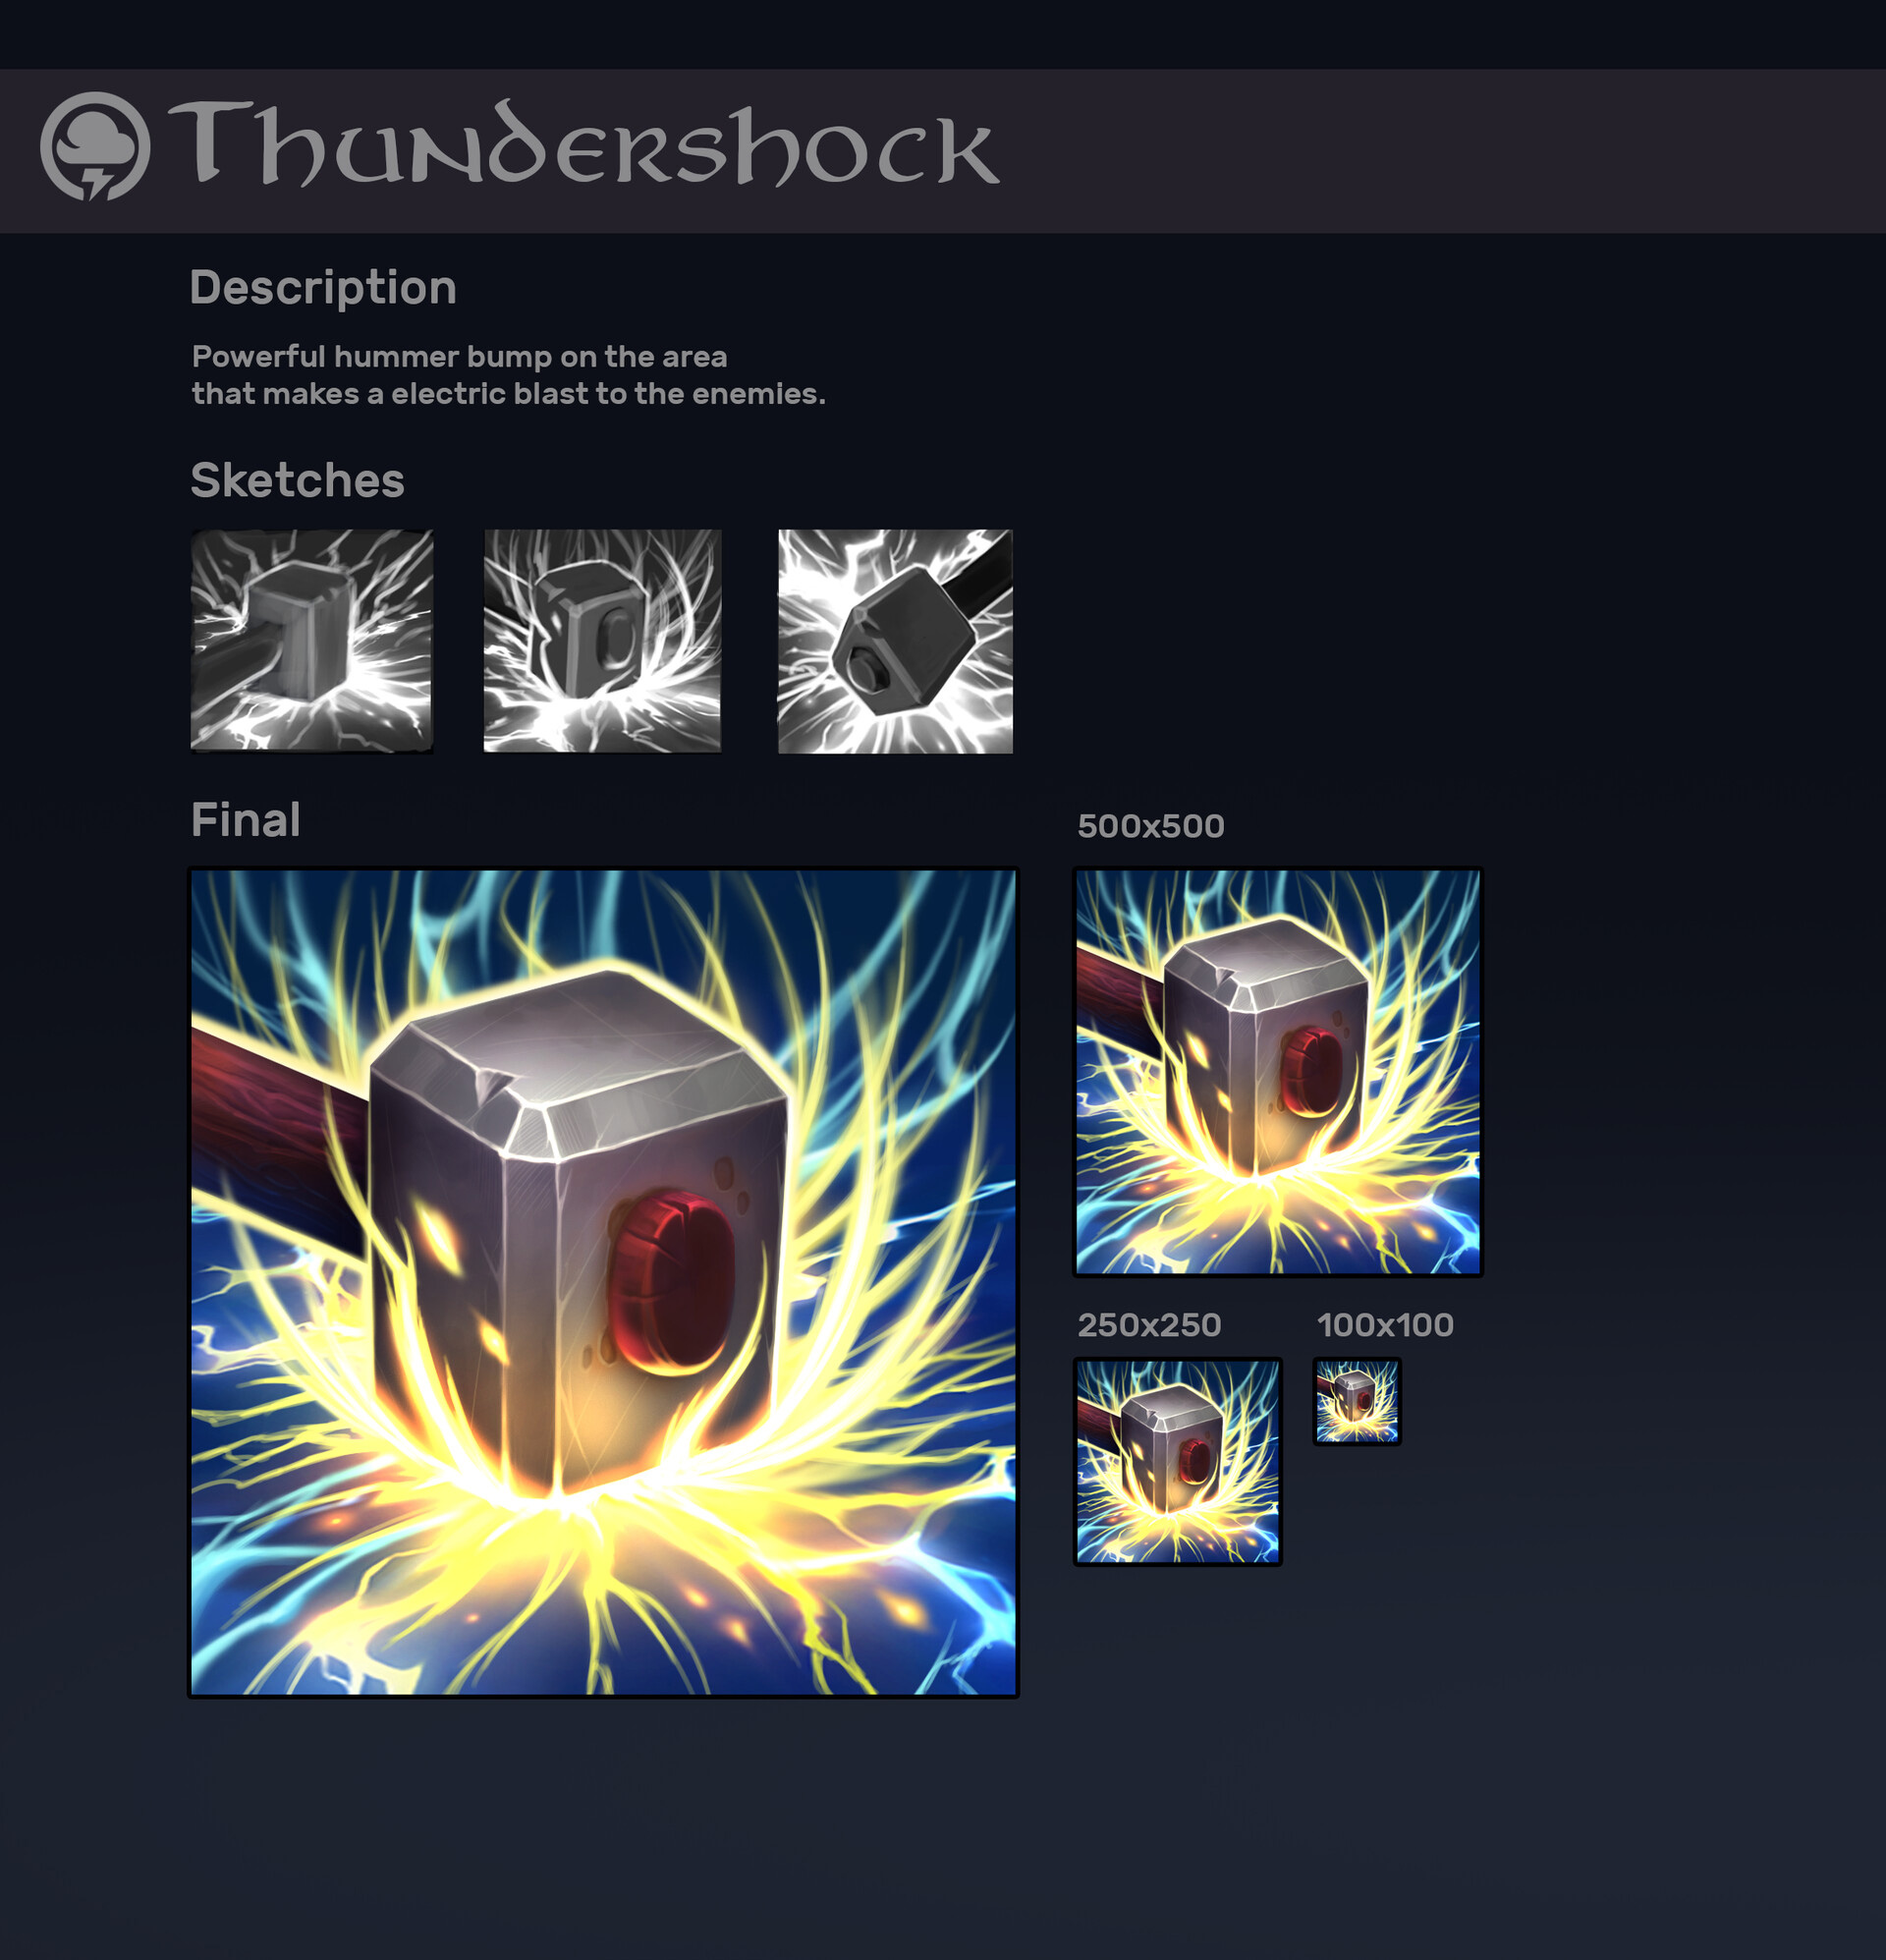 Thundershock
Description
Powerful hummer bump on the area
that makes a electric blast to the enemies.
Sketches
Final
500x500
250x250
100x100